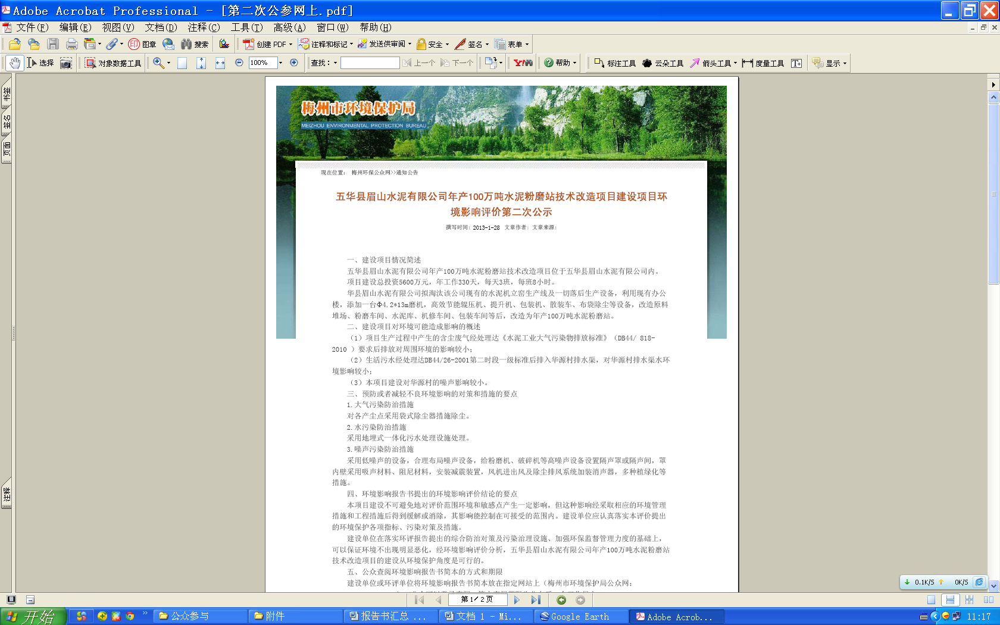 Adobe Acrobat Professional - [第二次公参网上.pdf]
文件(F) 编辑(E) 视图(V) 文档(D) 注释(C) 工具(T) 高级(A) 窗口(W) 帮助(H)
图章 搜索 创建 PDF 注释和标记 发送供审阅 安全 签名 表单
选择 对象数据工具 100% 查找: 上一个 下一个 Y! 帮助 标注工具 云朵工具 箭头工具 度量工具 显示
书签
签名
页面
注释
梅州市环境保护局
MEIZHOU ENVIRONMENTAL PROTECTION BUREAU
现在位置: 梅州环保公众网>>通知公告
五华县眉山水泥有限公司年产100万吨水泥粉磨站技术改造项目建设项目环
境影响评价第二次公示
撰写时间: 2013-1-28 文章作者: 文章来源:
一、建设项目情况简述
五华县眉山水泥有限公司年产100万吨水泥粉磨站技术改造项目位于五华县眉山水泥有限公司内。
项目建设总投资5600万元，年工作330天，每天3班，每班8小时。
华县眉山水泥有限公司拟淘汰该公司现有的水泥机立窑生产线及一切落后生产设备，利用现有办公
楼，添加一台Φ4.2*13m磨机，高效节能辊压机、提升机、包装机、散装车、布袋除尘等设备，改造原料
堆场、粉磨车间、水泥库、机修车间、包装车间等后，改造为年产100万吨水泥粉磨站。
二、建设项目对环境可能造成影响的概述
（1）项目生产过程中产生的含尘废气经处理达《水泥工业大气污染物排放标准》（DB44/ 818-
2010 ）要求后排放对周围环境的影响较小；
（2）生活污水经处理达DB44/26-2001第二时段一级标准后排入华源村排水渠，对华源村排水渠水环
境影响较小；
（3）本项目建设对华源村的噪声影响较小。
三、预防或者减轻不良环境影响的对策和措施的要点
1.大气污染防治措施
对各产尘点采用袋式除尘器措施除尘。
2.水污染防治措施
采用地埋式一体化污水处理设施处理。
3.噪声污染防治措施
采用低噪声的设备，合理布局噪声设备，给粉磨机、破碎机等高噪声设备设置隔声罩或隔声间，罩
内壁采用吸声材料、阻尼材料，安装减震装置，风机进出风及除尘排风系统加装消声器，多种植绿化等
措施。
四、环境影响报告书提出的环境影响评价结论的要点
本项目建设不可避免地对评价范围环境和敏感点产生一定影响，但这种影响经采取相应的环境管理
措施和工程措施后得到缓解或消除，其影响能控制在可接受的范围内。建设单位应认真落实本评价提出
的环境保护各项指标、污染对策及措施。
建设单位在落实环评报告提出的综合防治对策及污染治理设施、加强环保监督管理力度的基础上，
可以保证环境不出现明显恶化，经环境影响评价分析，五华县眉山水泥有限公司年产100万吨水泥粉磨站
技术改造项目的建设从环境保护角度是可行的。
五、公众查阅环境影响报告书简本的方式和期限
建设单位或环评单位将环境影响报告书简本放在指定网站上（梅州市环境保护局公众网：
0.1K/S 0K/S
第 1 / 2 页
开始 公众参与 附件 报告书汇总 ... 文档 1 - Mi... Google Earth Adobe Acrob... 11:17